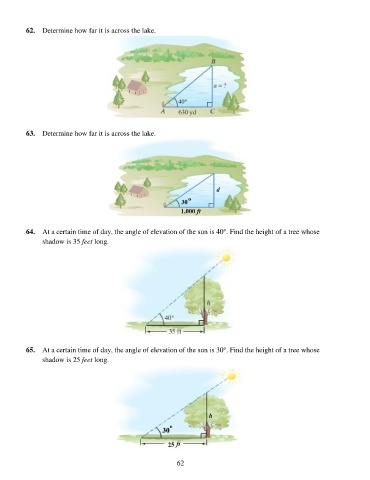 62. Determine how far it is across the lake.
B
a = ?
40°
A 630 yd C
63. Determine how far it is across the lake.
d
30°
1,000 ft
64. At a certain time of day, the angle of elevation of the sun is 40°. Find the height of a tree whose
shadow is 35 feet long.
h
40°
35 ft
65. At a certain time of day, the angle of elevation of the sun is 30°. Find the height of a tree whose
shadow is 25 feet long.
h
30°
25 ft
62